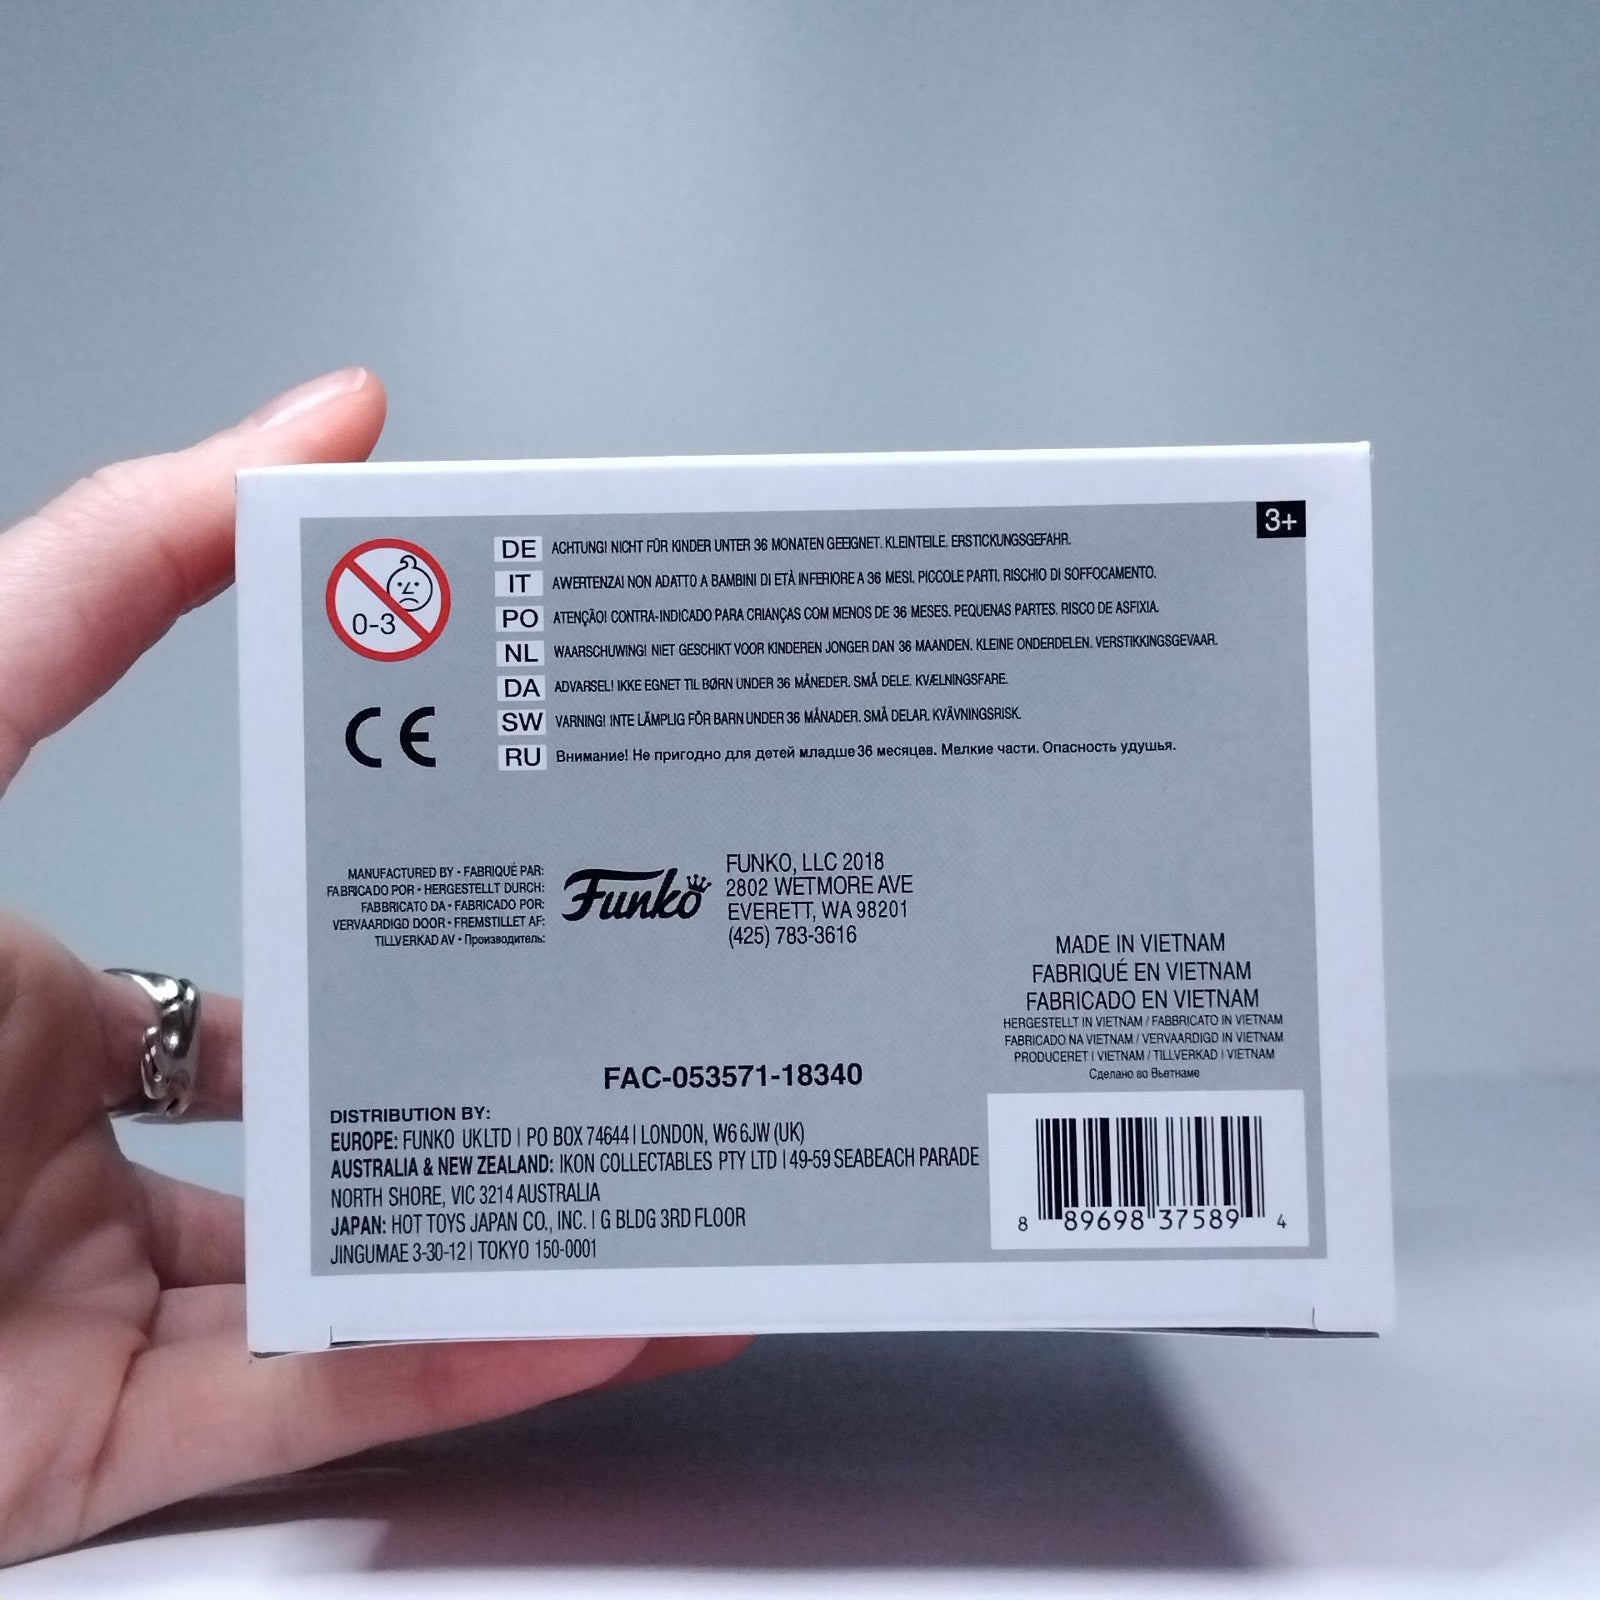 3+
0-3
DE ACHTUNG! NICHT FÜR KINDER UNTER 36 MONATEN GEEIGNET. KLEINTEILE. ERSTICKUNGSGEFAHR.
IT AVVERTENZA! NON ADATTO A BAMBINI DI ETÀ INFERIORE A 36 MESI. PICCOLE PARTI. RISCHIO DI SOFFOCAMENTO.
PO ATENÇÃO! CONTRA-INDICADO PARA CRIANÇAS COM MENOS DE 36 MESES. PEQUENAS PARTES. RISCO DE ASFIXIA.
NL WAARSCHUWING! NIET GESCHIKT VOOR KINDEREN JONGER DAN 36 MAANDEN. KLEINE ONDERDELEN. VERSTIKKINGSGEVAAR.
DA ADVARSEL! IKKE EGNET TIL BØRN UNDER 36 MÅNEDER. SMÅ DELE. KVÆLNINGSFARE.
SW VARNING! INTE LÄMPLIG FÖR BARN UNDER 36 MÅNADER. SMÅ DELAR. KVÄVNINGSRISK.
RU Внимание! Не пригодно для детей младше 36 месяцев. Мелкие части. Опасность удушья.
CE
MANUFACTURED BY • FABRIQUÉ PAR:
FABRICADO POR • HERGESTELLT DURCH:
FABBRICATO DA • FABRICADO POR:
VERVAARDIGD DOOR • FREMSTILLET AF:
TILLVERKAD AV • Производитель:
Funko
FUNKO, LLC 2018
2802 WETMORE AVE
EVERETT, WA 98201
(425) 783-3616
MADE IN VIETNAM
FABRIQUÉ EN VIETNAM
FABRICADO EN VIETNAM
HERGESTELLT IN VIETNAM / FABBRICATO IN VIETNAM
FABRICADO NA VIETNAM / VERVAARDIGD IN VIETNAM
PRODUCERET I VIETNAM / TILLVERKAD I VIETNAM
Сделано во Вьетнаме
FAC-053571-18340
DISTRIBUTION BY:
EUROPE: FUNKO UK LTD | PO BOX 74644 | LONDON, W6 6JW (UK)
AUSTRALIA & NEW ZEALAND: IKON COLLECTABLES PTY LTD | 49-59 SEABEACH PARADE
NORTH SHORE, VIC 3214 AUSTRALIA
JAPAN: HOT TOYS JAPAN CO., INC. | G BLDG 3RD FLOOR
JINGUMAE 3-30-12 | TOKYO 150-0001
8 89698 37589 4